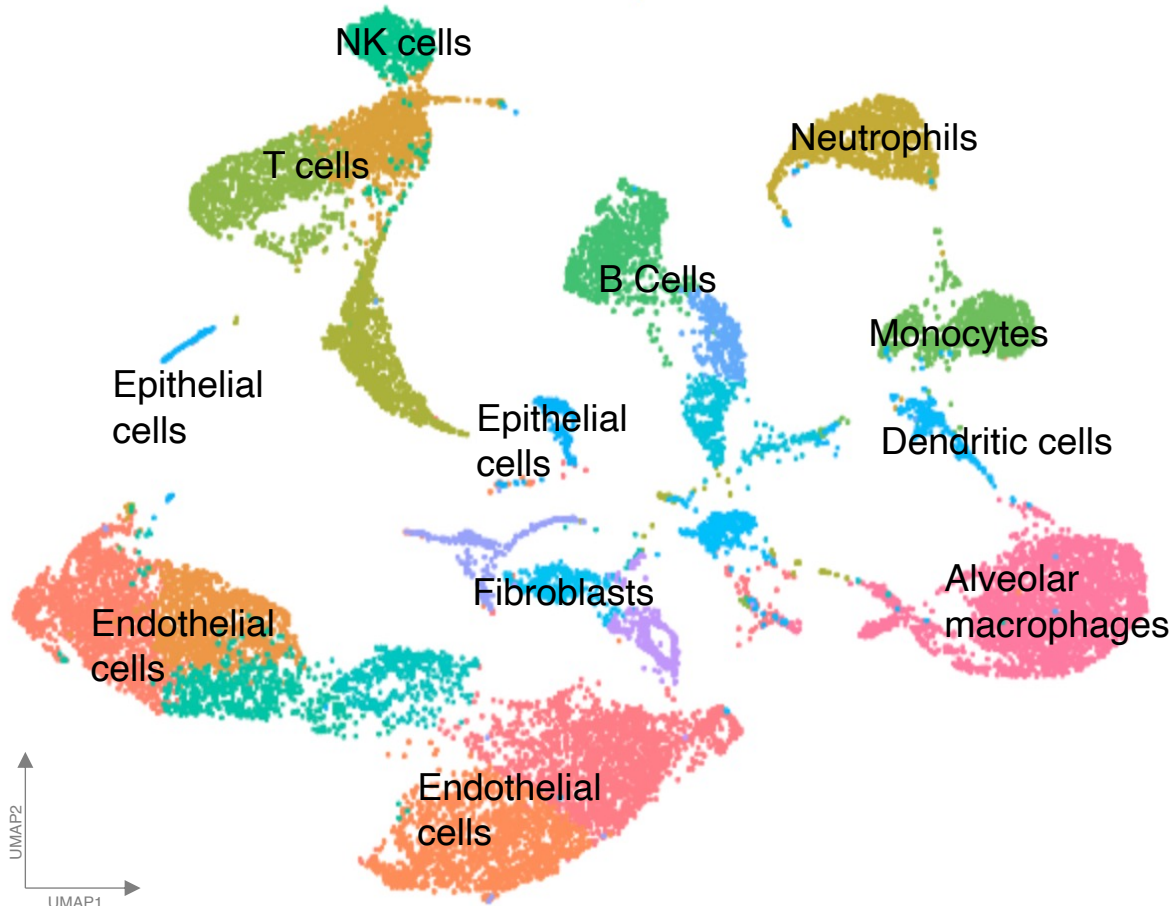 NK cells
Neutrophils
T cells
B Cells
Monocytes
Epithelial
cells
Epithelial
cells
Dendritic cells
Fibroblasts
Alveolar
macrophages
Endothelial
cells
Endothelial
cells
UMAP2
UMAP1